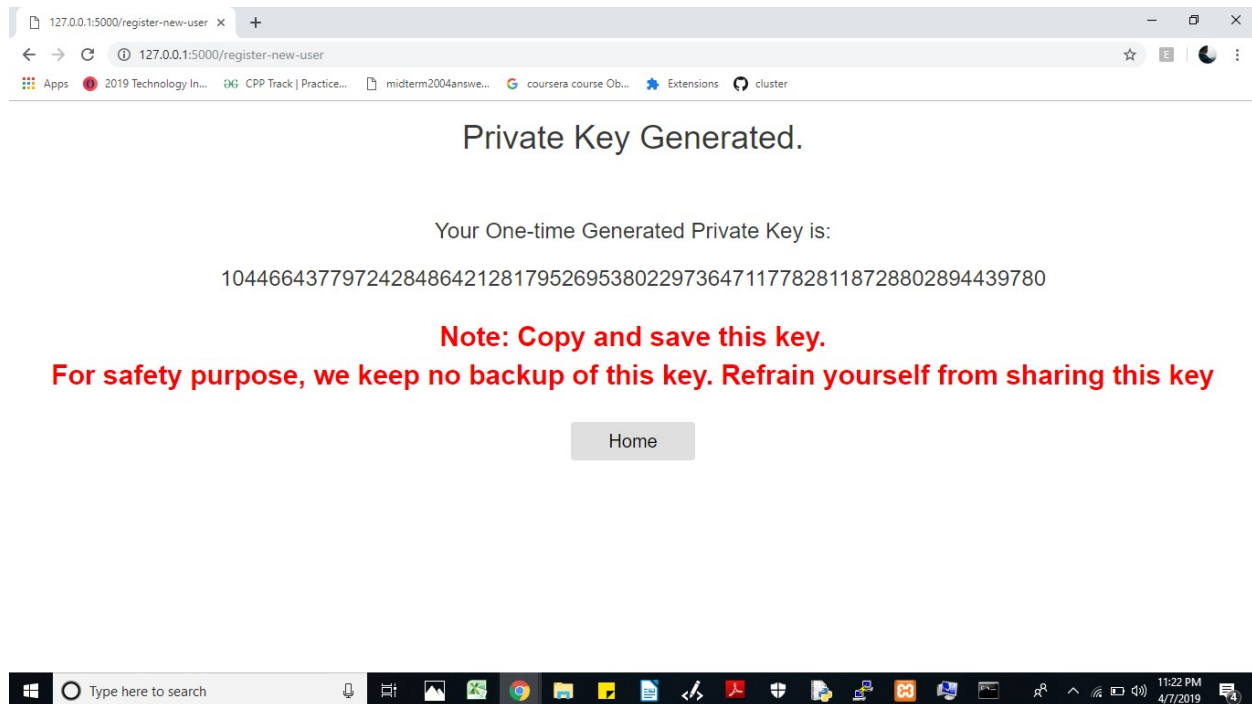 127.0.0.1:5000/register-new-user
127.0.0.1:5000/register-new-user
E
Apps 2019 Technology In... CPP Track | Practice... midterm2004answe... coursera course Ob... Extensions cluster
Private Key Generated.
Your One-time Generated Private Key is:
10446643779724284864212817952695380229736471177828118728802894439780
Note: Copy and save this key.
For safety purpose, we keep no backup of this key. Refrain yourself from sharing this key
Home
Type here to search
11:22 PM
4/7/2019
4